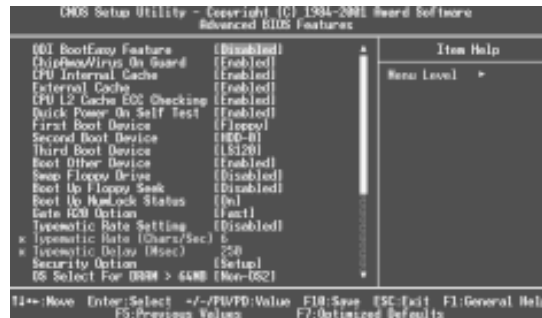 CMOS Setup Utility - Copyright (C) 1984-2001 Award Software
Advanced BIOS Features
QDI BootEasy Feature [Disabled]
ChipAwayVirus On Guard [Enabled]
CPU Internal Cache [Enabled]
External Cache [Enabled]
CPU L2 Cache ECC Checking [Enabled]
Quick Power On Self Test [Enabled]
First Boot Device [Floppy]
Second Boot Device [HDD-0]
Third Boot Device [LS120]
Boot Other Device [Enabled]
Swap Floppy Drive [Disabled]
Boot Up Floppy Seek [Disabled]
Boot Up NumLock Status [On]
Gate A20 Option [Fast]
Typematic Rate Setting [Disabled]
x Typematic Rate (Chars/Sec) 6
x Typematic Delay (Msec) 250
Security Option [Setup]
OS Select For DRAM > 64MB [Non-OS2]
Item Help
Menu Level ►
↑↓←→:Move Enter:Select +/-/PU/PD:Value F10:Save ESC:Exit F1:General Help
F5:Previous Values F7:Optimized Defaults